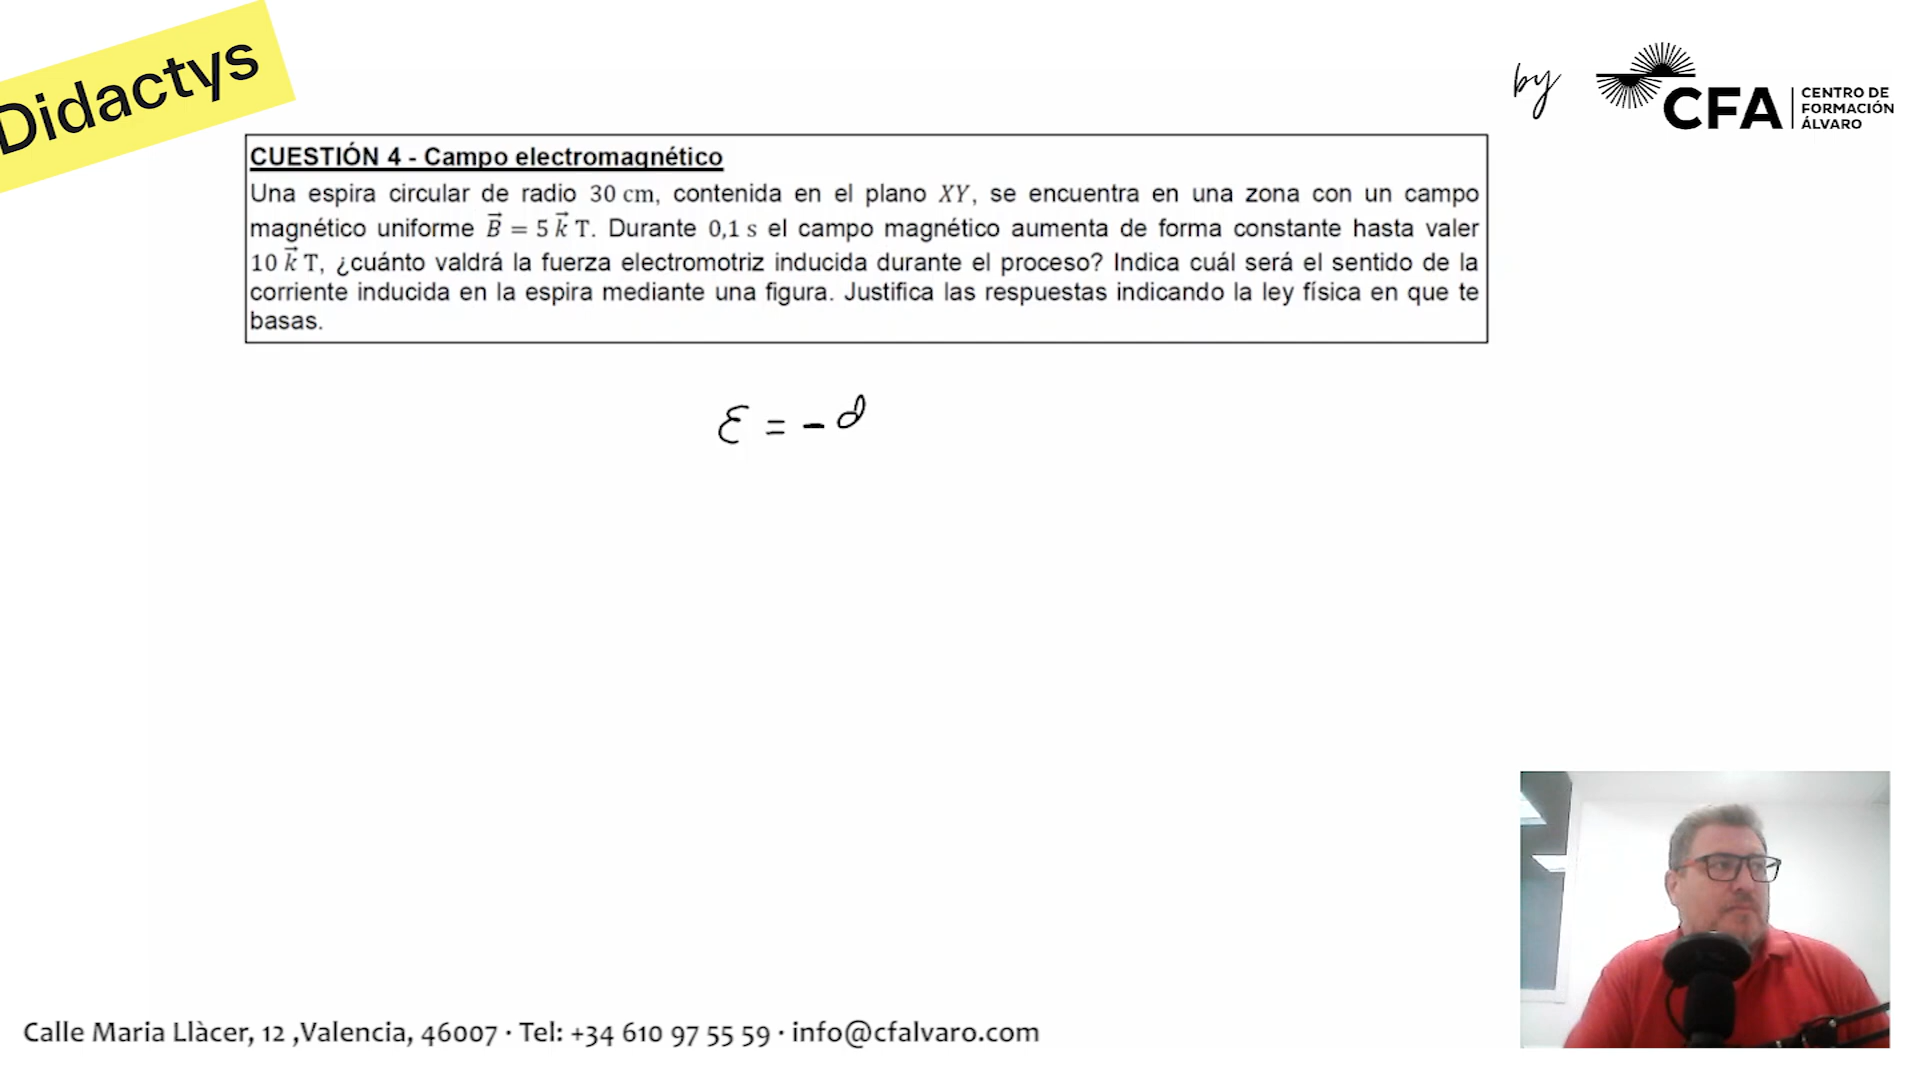 Didactys
by
CFA
CENTRO DE
FORMACIÓN
ÁLVARO
CUESTIÓN 4 - Campo electromagnético
Una espira circular de radio 30 cm, contenida en el plano XY, se encuentra en una zona con un campo
magnético uniforme B⃗ = 5 k⃗ T. Durante 0,1 s el campo magnético aumenta de forma constante hasta valer
10 k⃗ T, ¿cuánto valdrá la fuerza electromotriz inducida durante el proceso? Indica cuál será el sentido de la
corriente inducida en la espira mediante una figura. Justifica las respuestas indicando la ley física en que te
basas.
ℰ = - d
Calle Maria Llàcer, 12 ,Valencia, 46007 · Tel: +34 610 97 55 59 · info@cfalvaro.com